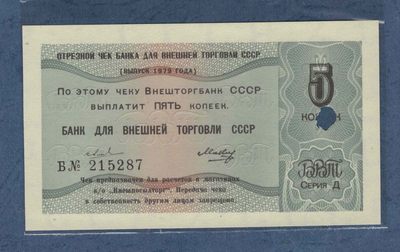 ОТРЕЗНОЙ ЧЕК БАНКА ДЛЯ ВНЕШНЕЙ ТОРГОВЛИ СССР
(ВЫПУСК 1979 ГОДА)
По этому чеку Внешторгбанк СССР
выплатит ПЯТЬ копеек.
БАНК ДЛЯ ВНЕШНЕЙ ТОРГОВЛИ СССР
Б № 215287
Чек предназначен для расчетов в магазинах
в/о „Внешпосылторг“. Передача чека
в собственность другим лицам запрещена
5
ВВТ
СЕРИЯ Д